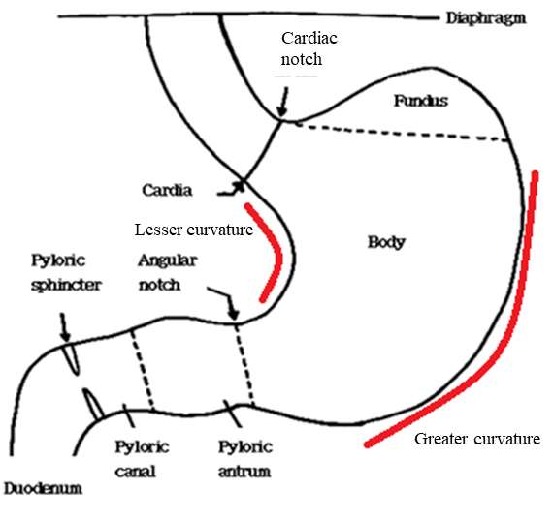 Diaphragm
Cardiac
notch
Fundus
Cardia
Lesser curvature
Body
Pyloric
sphincter
Angular
notch
Greater curvature
Pyloric
canal
Pyloric
antrum
Duodenum